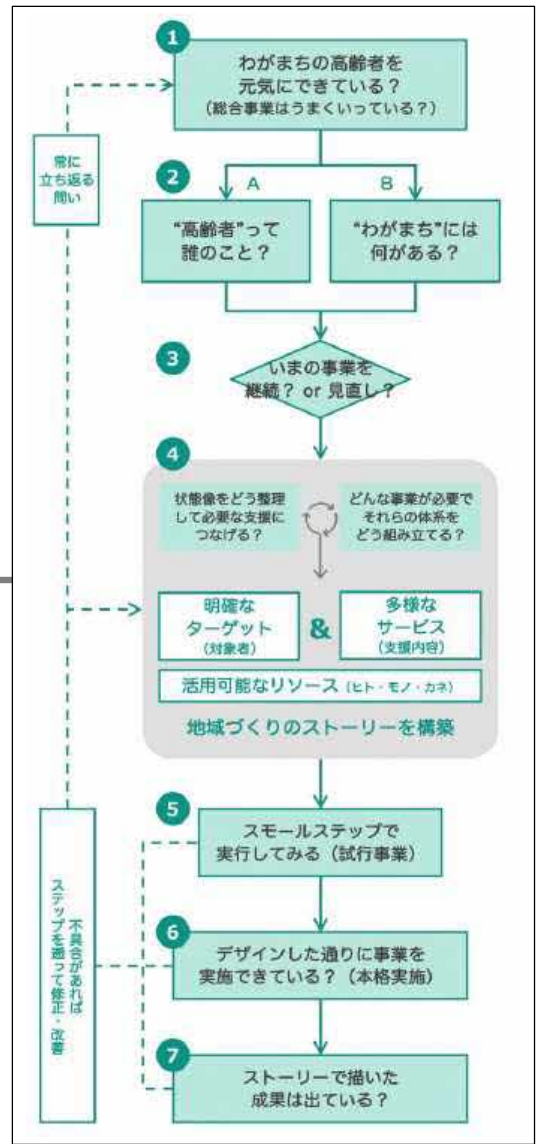 1
わがまちの高齢者を
元気にできている？
（総合事業はうまくいっている？）
常に
立ち返る
問い
2
A
B
“高齢者”って
誰のこと？
“わがまち”には
何がある？
3
いまの事業を
継続？ or 見直し？
4
状態像をどう整理
して必要な支援に
つなげる？
どんな事業が必要で
それらの体系を
どう組み立てる？
明確な
ターゲット
（対象者）
&
多様な
サービス
（支援内容）
活用可能なリソース（ヒト・モノ・カネ）
地域づくりのストーリーを構築
5
スモールステップで
実行してみる（試行事業）
不具合があれば
ステップを遡って修正・改善
6
デザインした通りに事業を
実施できている？（本格実施）
7
ストーリーで描いた
成果は出ている？